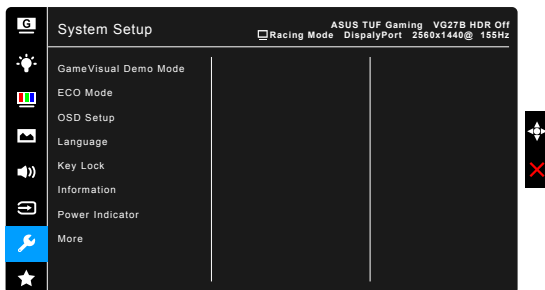 G
System Setup
ASUS TUF Gaming VG27B HDR Off
Racing Mode DispalyPort 2560x1440@ 155Hz
GameVisual Demo Mode
ECO Mode
OSD Setup
Language
Key Lock
Information
Power Indicator
More